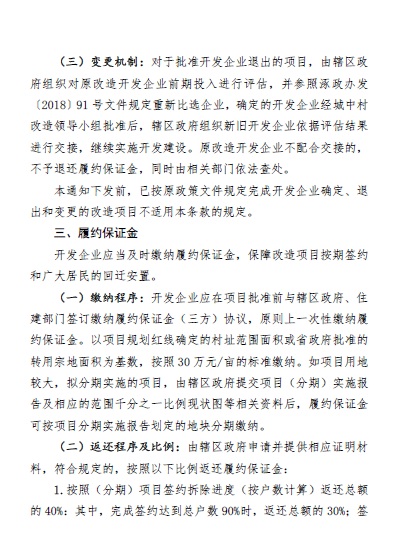 （三）变更机制：对于批准开发企业退出的项目，由辖区政
府组织对原改造开发企业前期投入进行评估，并参照涿政办发
〔2018〕91 号文件规定重新比选企业，确定的开发企业经城中村
改造领导小组批准后，辖区政府组织新旧开发企业依据评估结果
进行交接，继续实施开发建设。原改造开发企业不配合交接的，
不予退还履约保证金，同时由相关部门依法查处。
本通知下发前，已按原政策文件规定完成开发企业确定、退
出和变更的改造项目不适用本条款的规定。
三、履约保证金
开发企业应当及时缴纳履约保证金，保障改造项目按期签约
和广大居民的回迁安置。
（一）缴纳程序：开发企业应在项目批准前与辖区政府、住
建部门签订缴纳履约保证金（三方）协议，原则上一次性缴纳履
约保证金。以项目规划红线确定的村址范围面积或省政府批准的
转用宗地面积为基数，按照 30 万元/亩的标准缴纳。如项目用地
较大，拟分期实施的项目，由辖区政府提交项目（分期）实施报
告及相应的范围千分之一比例现状图等相关资料后，履约保证金
可按项目分期实施报告划定的地块分期缴纳。
（二）返还程序及比例：由辖区政府申请并提供相应证明材
料，符合规定的，按照以下比例返还履约保证金：
1.按照（分期）项目签约拆除进度（按户数计算）返还总额
的 40%：其中，完成签约达到总户数 90%时，返还总额的 30%；签